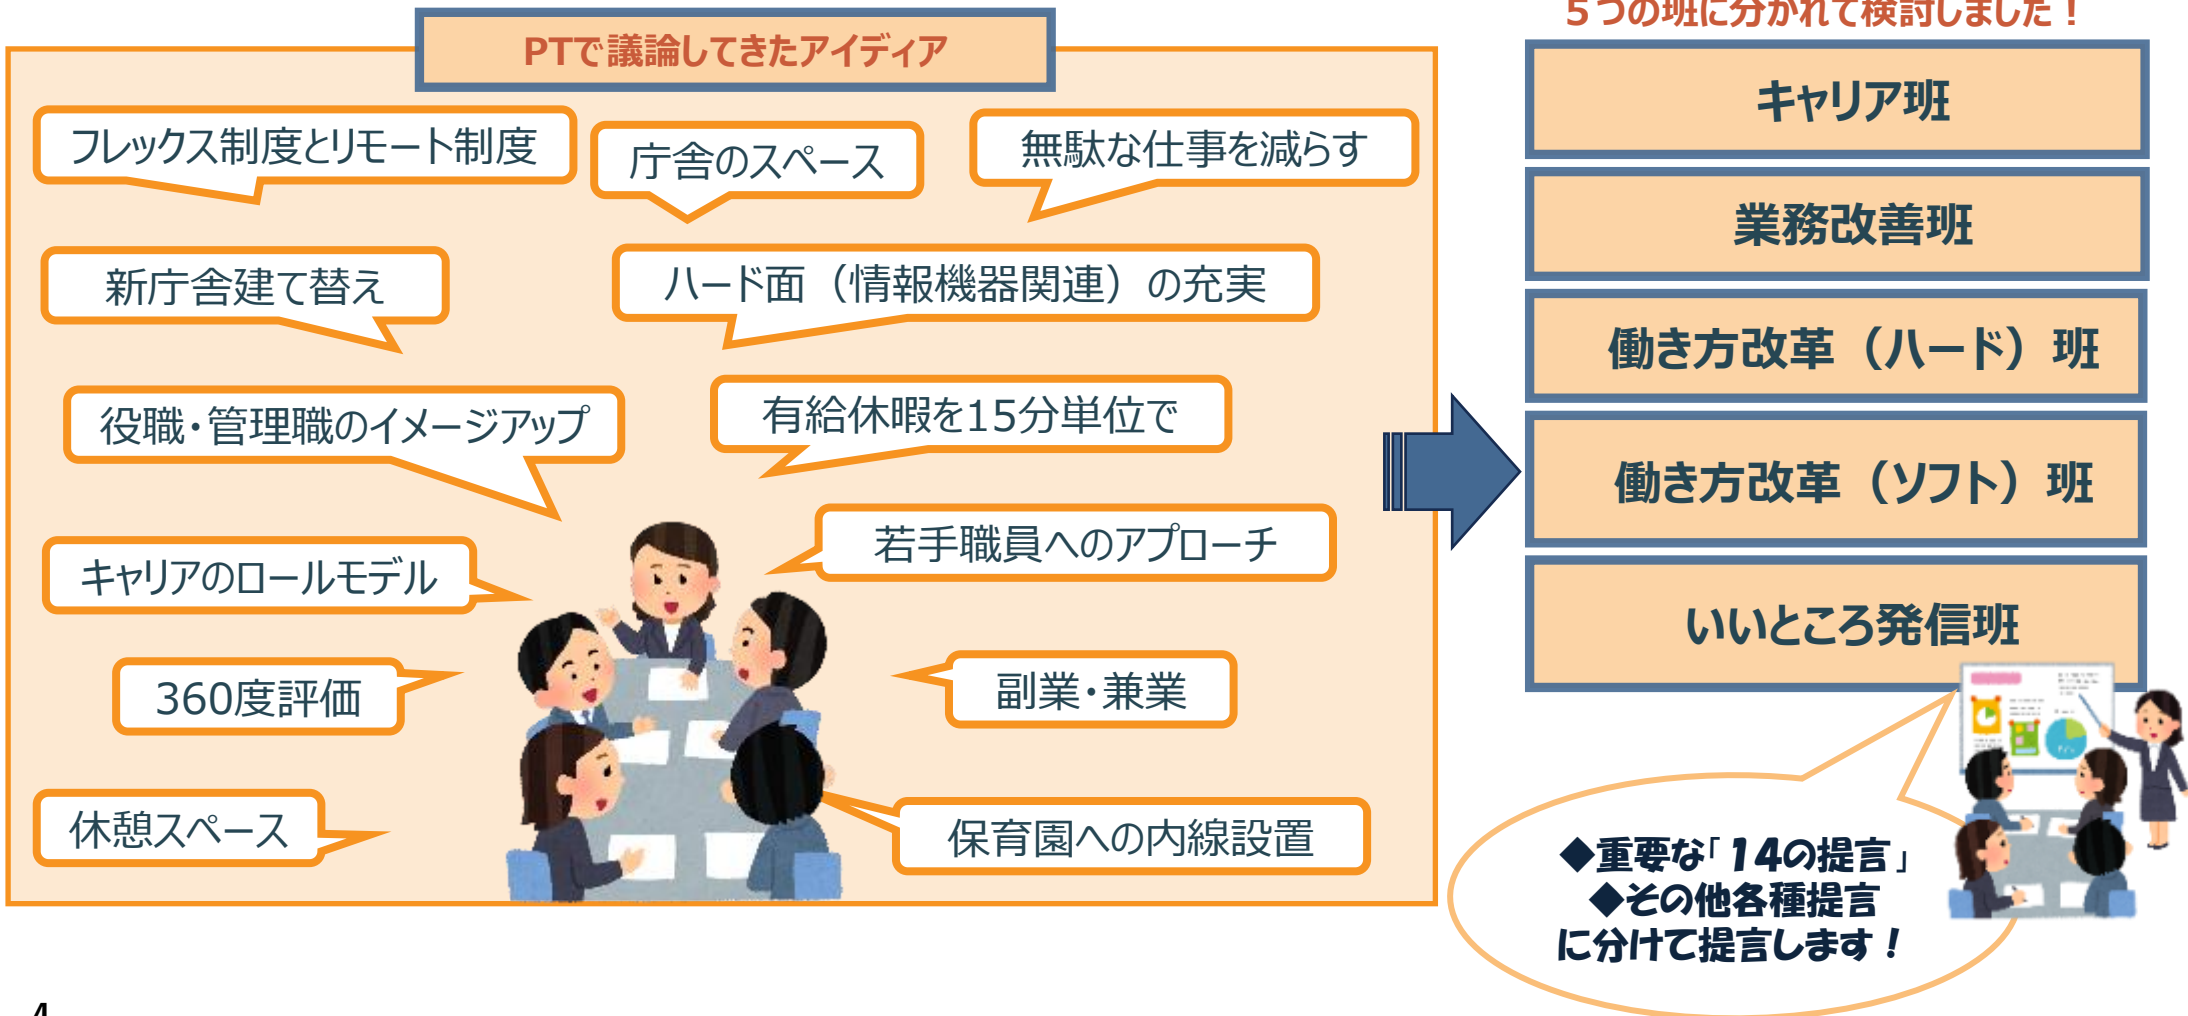 PTで議論してきたアイディア
フレックス制度とリモート制度
庁舎のスペース
無駄な仕事を減らす
新庁舎建て替え
ハード面（情報機器関連）の充実
役職・管理職のイメージアップ
有給休暇を15分単位で
キャリアのロールモデル
若手職員へのアプローチ
360度評価
副業・兼業
休憩スペース
保育園への内線設置
５つの班に分かれて検討しました！
キャリア班
業務改善班
働き方改革（ハード）班
働き方改革（ソフト）班
いいところ発信班
◆重要な「14の提言」
◆その他各種提言
に分けて提言します！
4